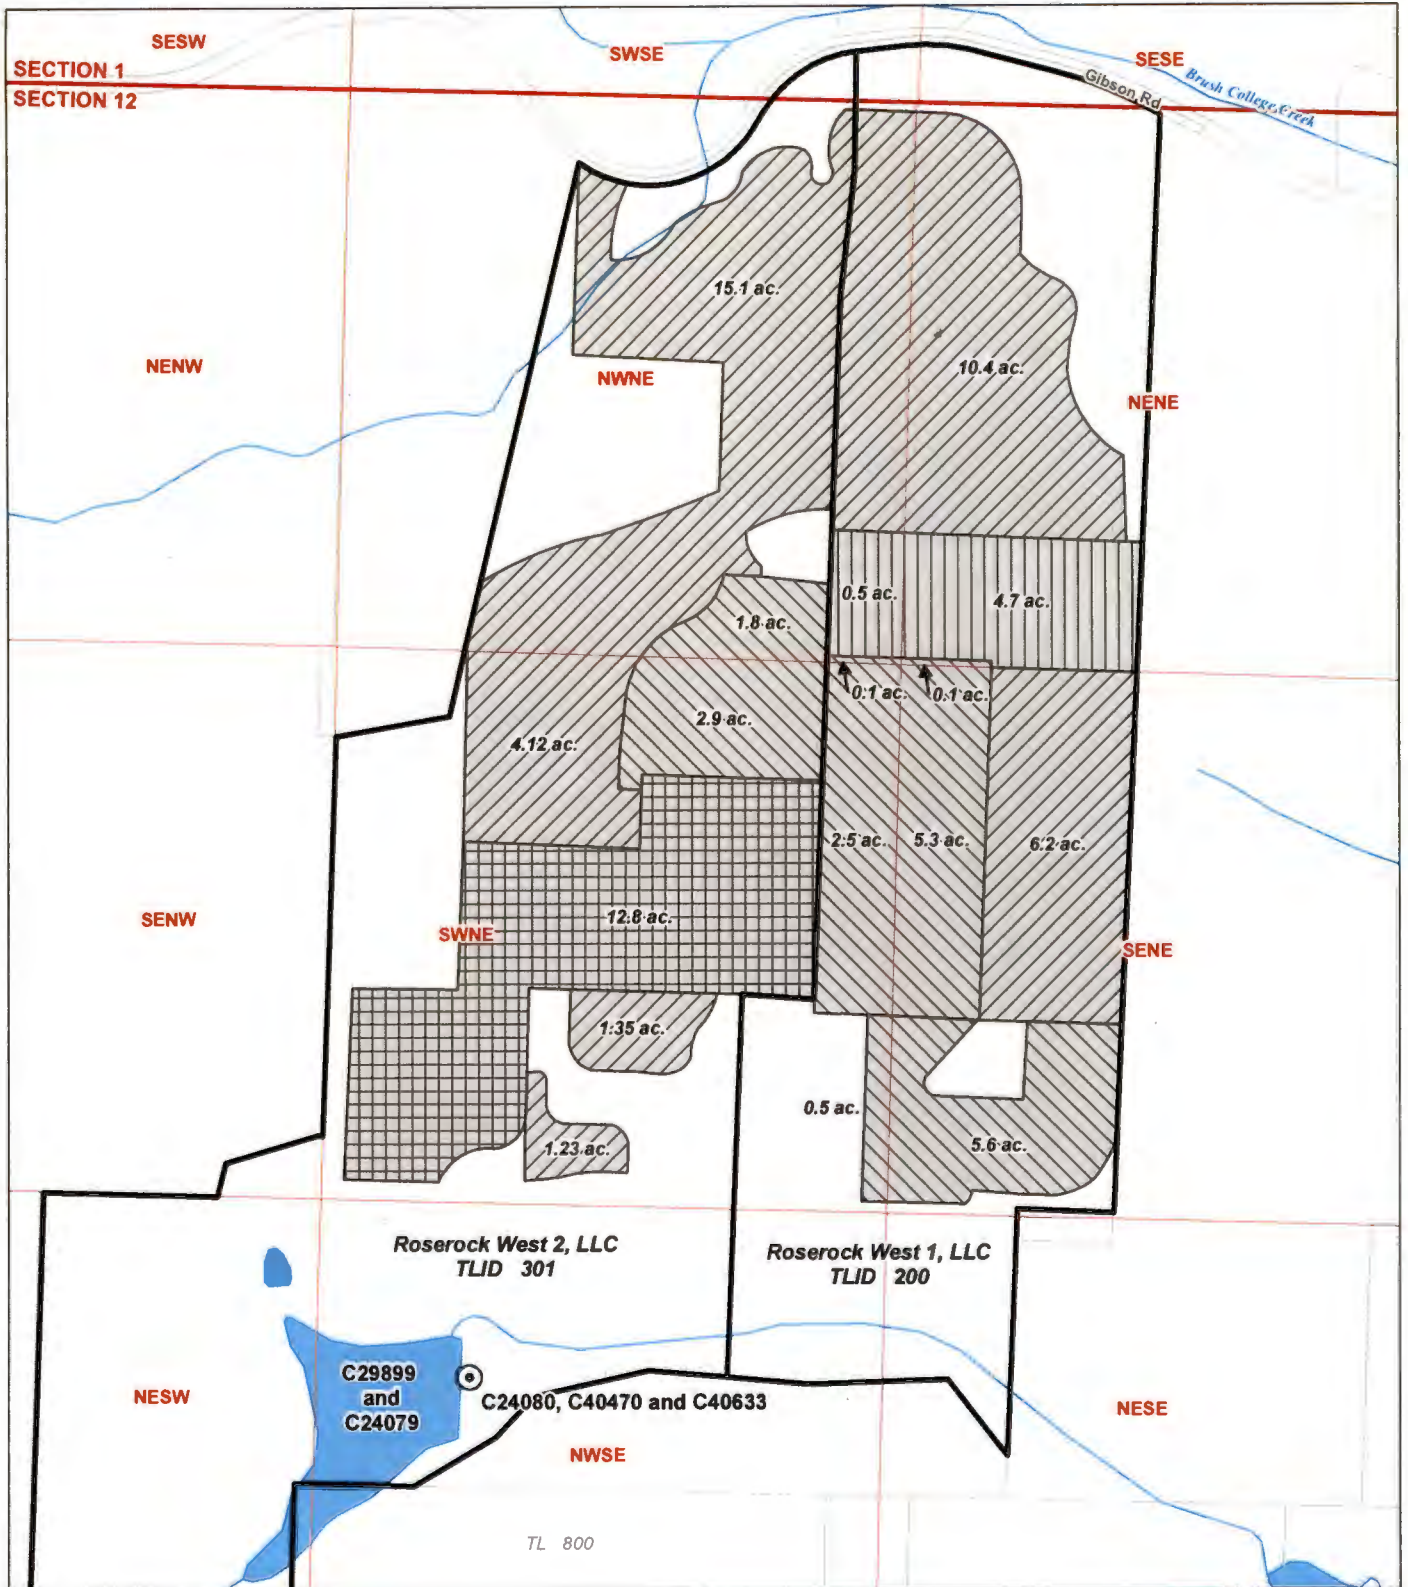 SESW
SWSE
SESE
SECTION 1
SECTION 12
Gibson Rd
Brush College Creek
15.1 ac.
NENW
NWNE
10.4 ac.
NENE
0.5 ac.
4.7 ac.
1.8 ac.
0.1 ac.
0.1 ac.
2.9 ac.
4.12 ac.
2.5 ac.
5.3 ac.
6.2 ac.
12.8 ac.
SENW
SWNE
SENE
1.35 ac.
0.5 ac.
1.23 ac.
5.6 ac.
Roserock West 2, LLC
TLID 301
Roserock West 1, LLC
TLID 200
C29899
and
C24079
C24080, C40470 and C40633
NESW
NESE
NWSE
TL 800